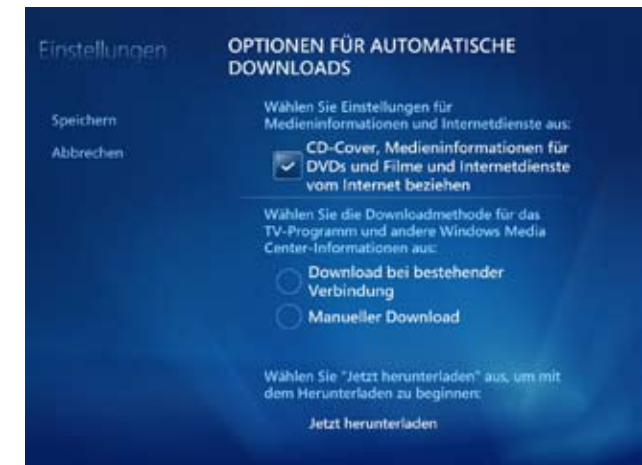 Einstellungen
OPTIONEN FÜR AUTOMATISCHE
DOWNLOADS
Speichern
Abbrechen
Wählen Sie Einstellungen für
Medieninformationen und Internetdienste aus:
CD-Cover, Medieninformationen für
DVDs und Filme und Internetdienste
vom Internet beziehen
Wählen Sie die Downloadmethode für das
TV-Programm und andere Windows Media
Center-Informationen aus:
Download bei bestehender
Verbindung
Manueller Download
Wählen Sie "Jetzt herunterladen" aus, um mit
dem Herunterladen zu beginnen:
Jetzt herunterladen